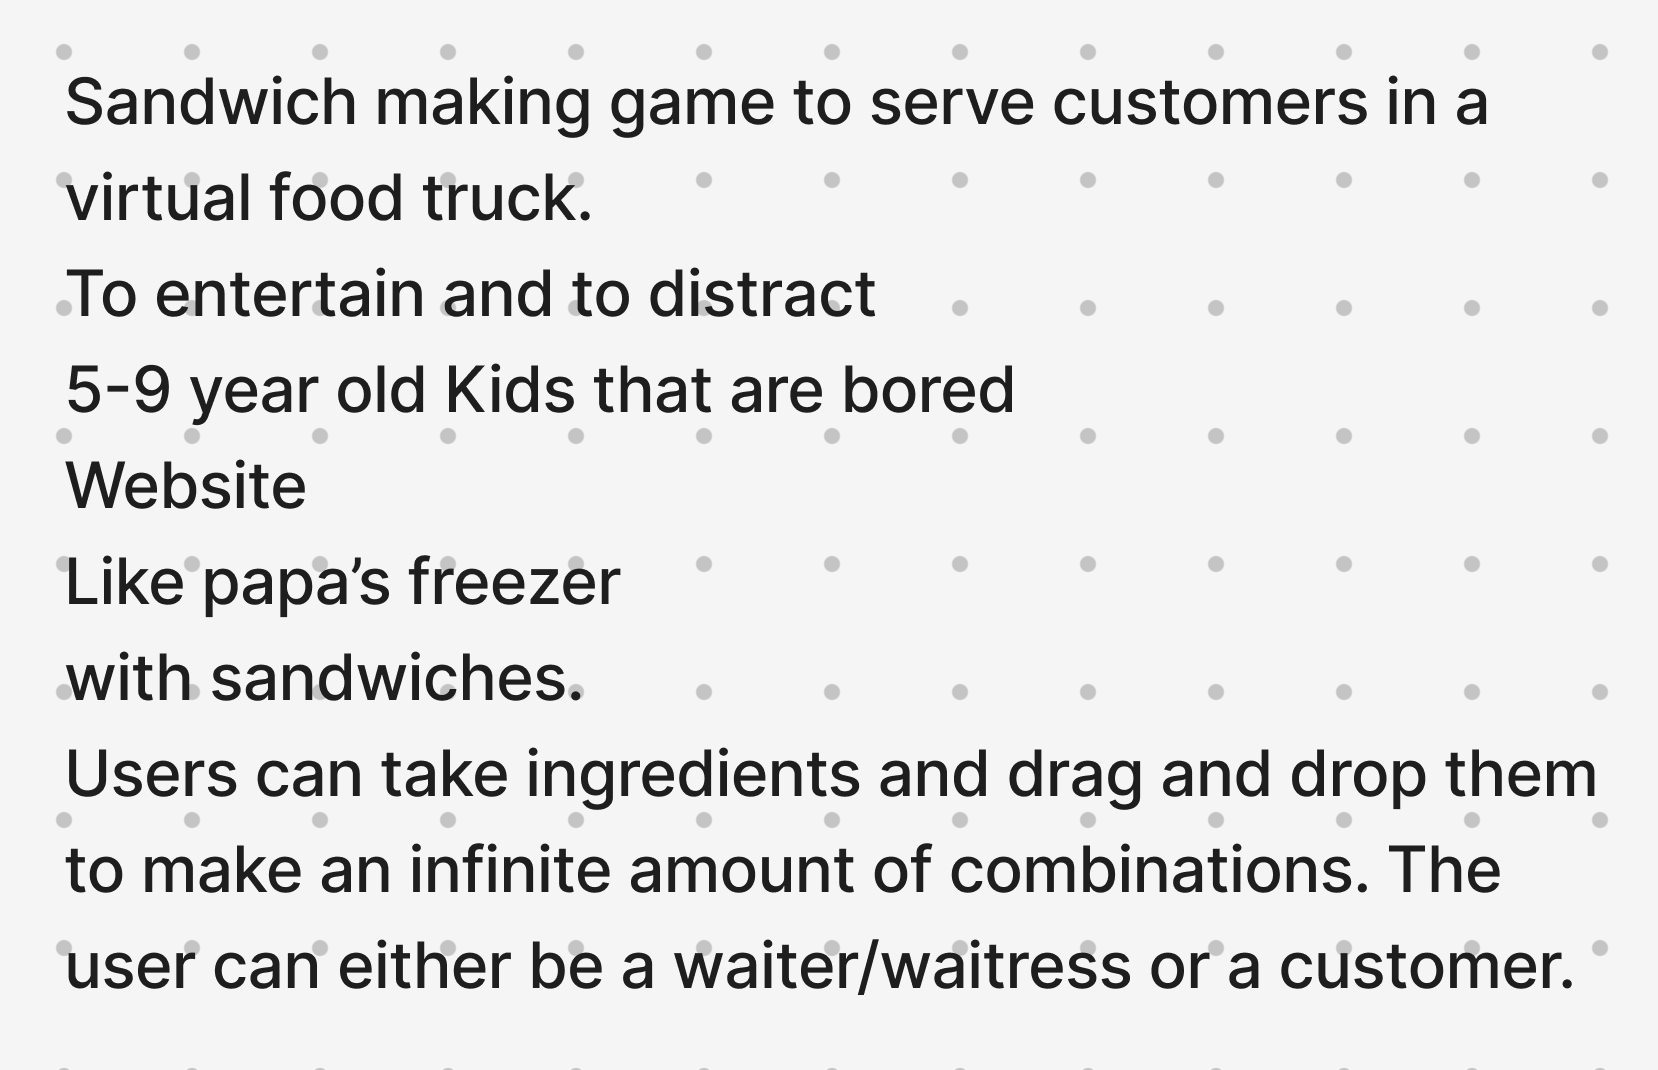 Sandwich making game to serve customers in a
virtual food truck.
To entertain and to distract
5-9 year old Kids that are bored
Website
Like papa’s freezer
with sandwiches.
Users can take ingredients and drag and drop them
to make an infinite amount of combinations. The
user can either be a waiter/waitress or a customer.